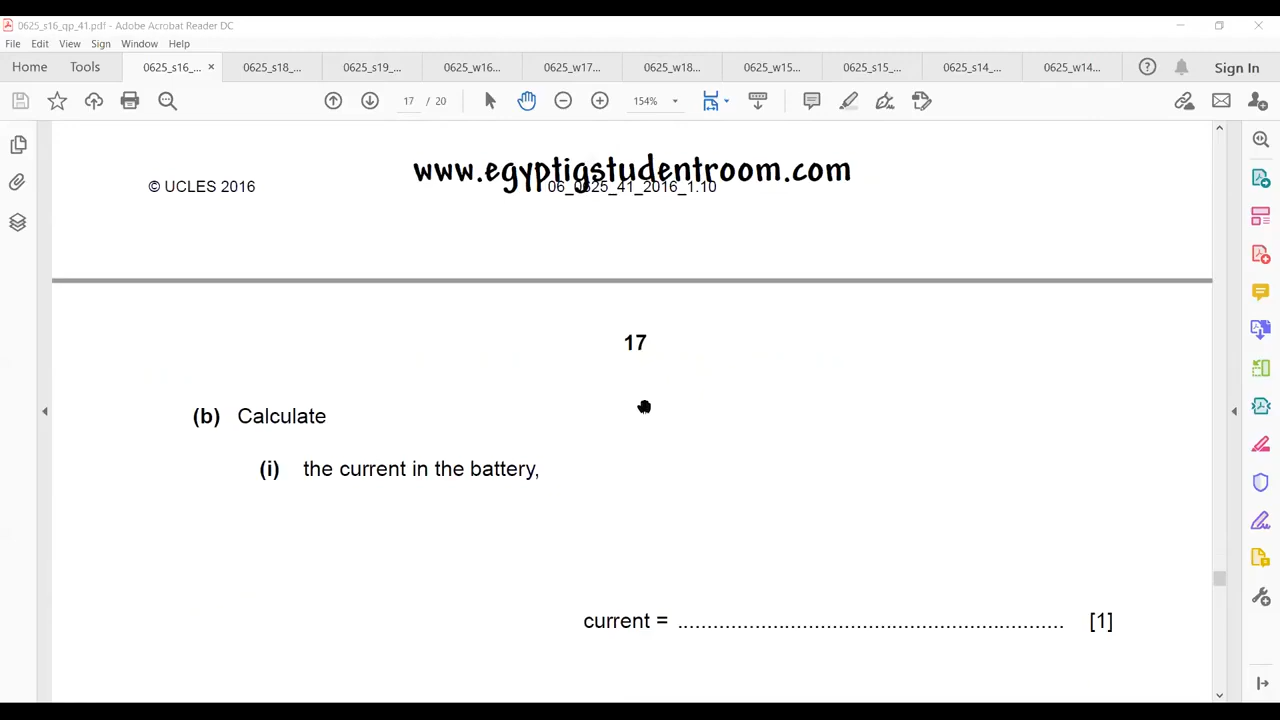 0625_s16_qp_41.pdf - Adobe Acrobat Reader DC
File Edit View Sign Window Help
Home Tools 0625_s16_... × 0625_s18_... 0625_s19_... 0625_w16... 0625_w17... 0625_w18... 0625_w15... 0625_s15_... 0625_s14_... 0625_w14... Sign In
17 / 20 154%
www.egyptigstudentroom.com
© UCLES 2016 06_0625_41_2016_1.10
17
(b) Calculate
(i) the current in the battery,
current = ................................................................. [1]